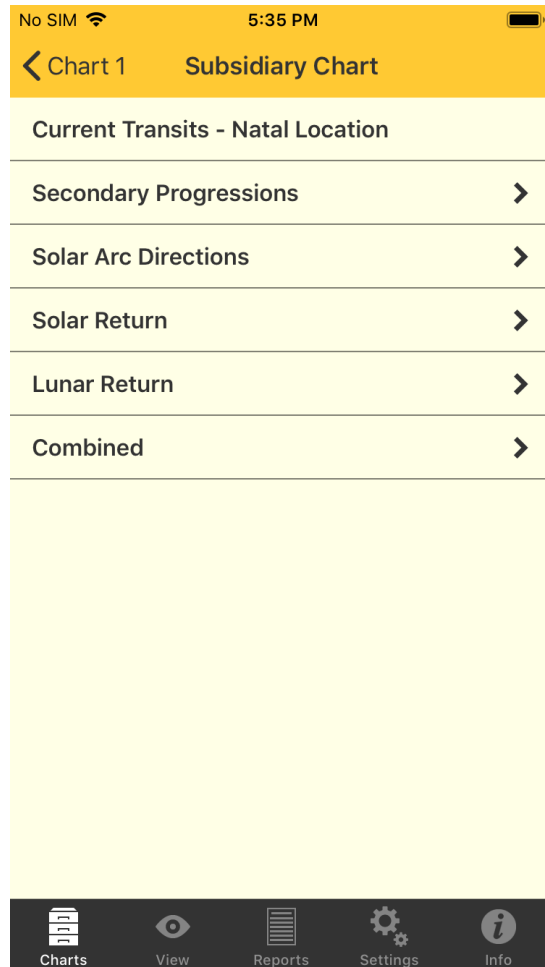 No SIM 5:35 PM
Chart 1 Subsidiary Chart
Current Transits - Natal Location
Secondary Progressions
Solar Arc Directions
Solar Return
Lunar Return
Combined
Charts View Reports Settings Info